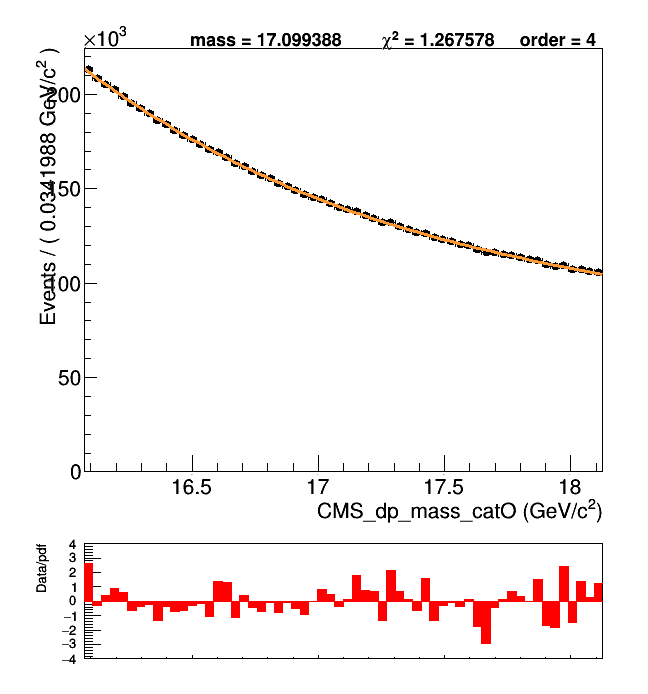 ×10³ mass = 17.099388 χ² = 1.267578 order = 4
Events / ( 0.0341988 GeV/c² )
200
150
100
50
0
16.5 17 17.5 18
CMS_dp_mass_catO (GeV/c²)
Data/pdf
4
3
2
1
0
−1
−2
−3
−4